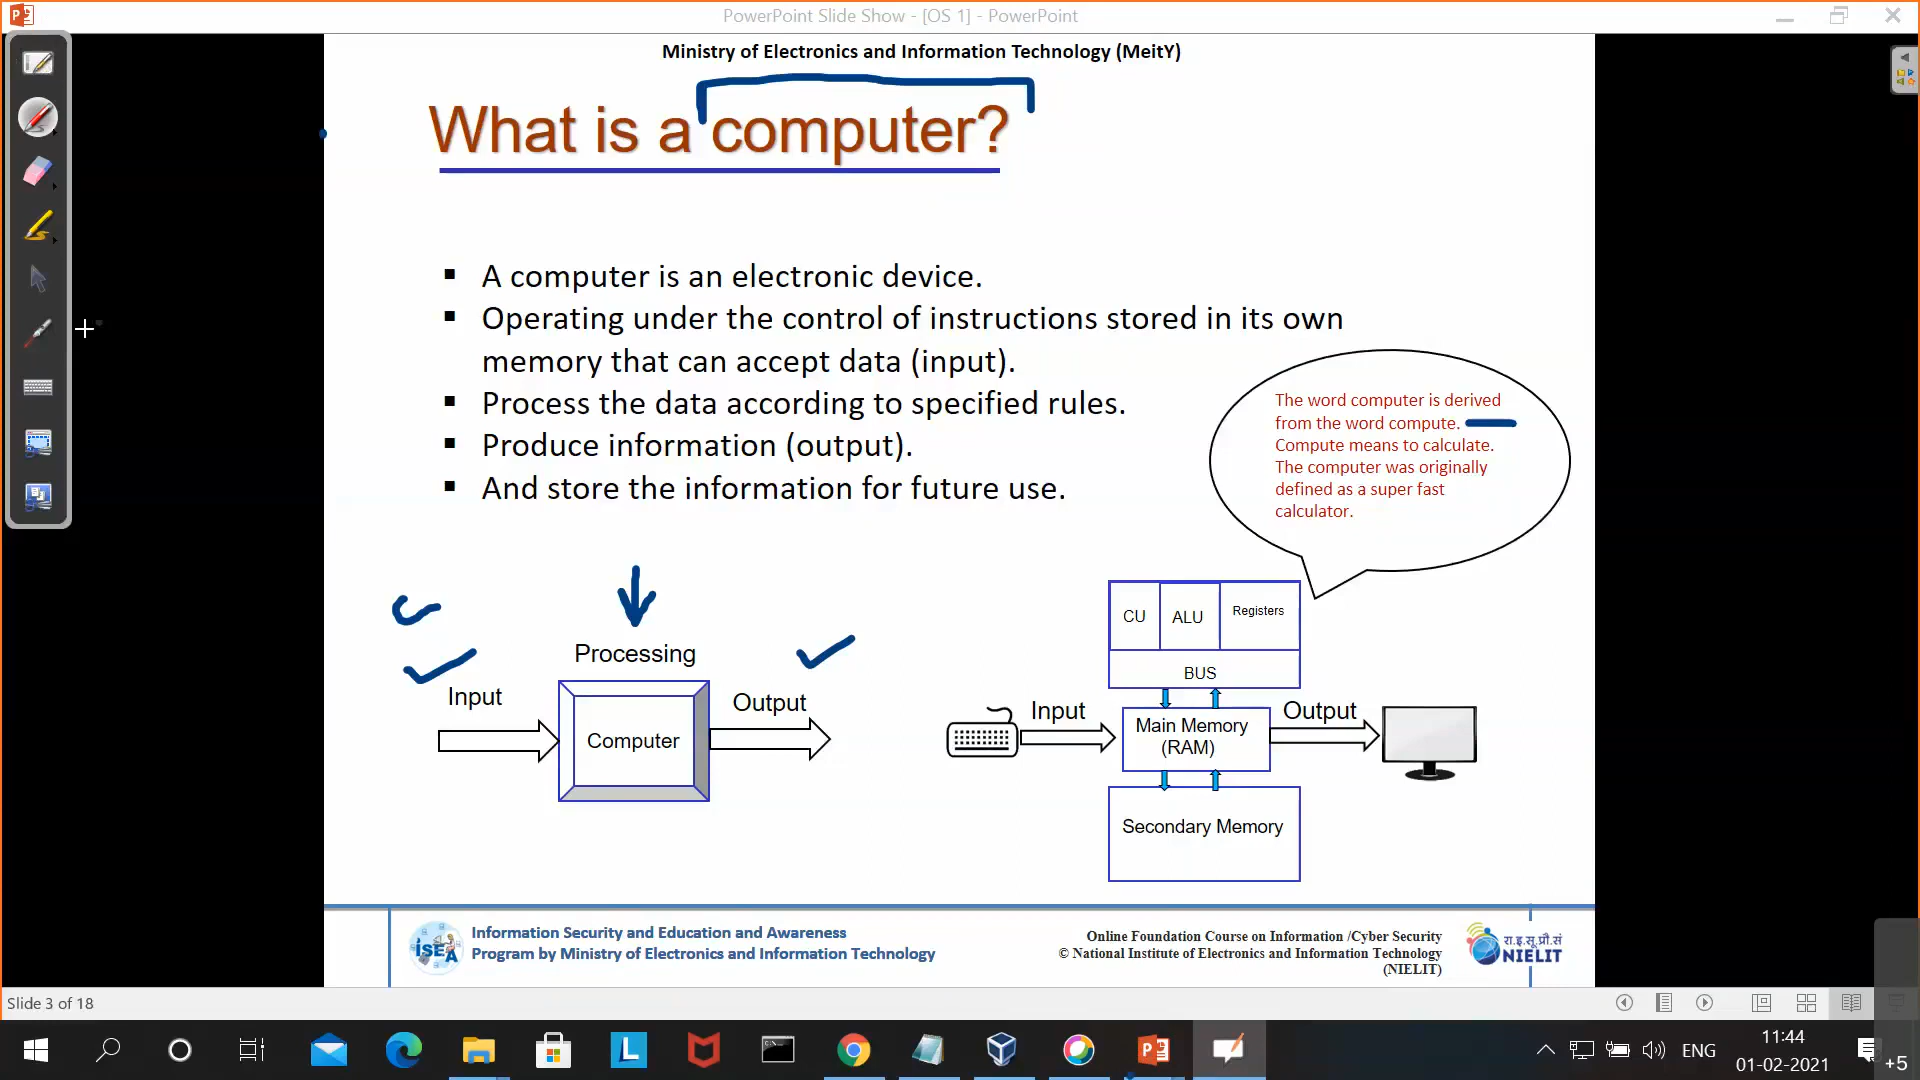 PowerPoint Slide Show - [OS 1] - PowerPoint
Ministry of Electronics and Information Technology (MeitY)
What is a computer?
▪ A computer is an electronic device.
▪ Operating under the control of instructions stored in its own
memory that can accept data (input).
▪ Process the data according to specified rules.
▪ Produce information (output).
▪ And store the information for future use.
The word computer is derived
from the word compute.
Compute means to calculate.
The computer was originally
defined as a super fast
calculator.
Processing
Input
Computer
Output
CU
ALU
Registers
BUS
Input
Main Memory
(RAM)
Output
Secondary Memory
ISEA
Information Security and Education and Awareness
Program by Ministry of Electronics and Information Technology
Online Foundation Course on Information /Cyber Security
© National Institute of Electronics and Information Technology
(NIELIT)
रा.इ.सू.प्रौ.सं
NIELIT
Slide 3 of 18
ENG
11:44
01-02-2021
+5